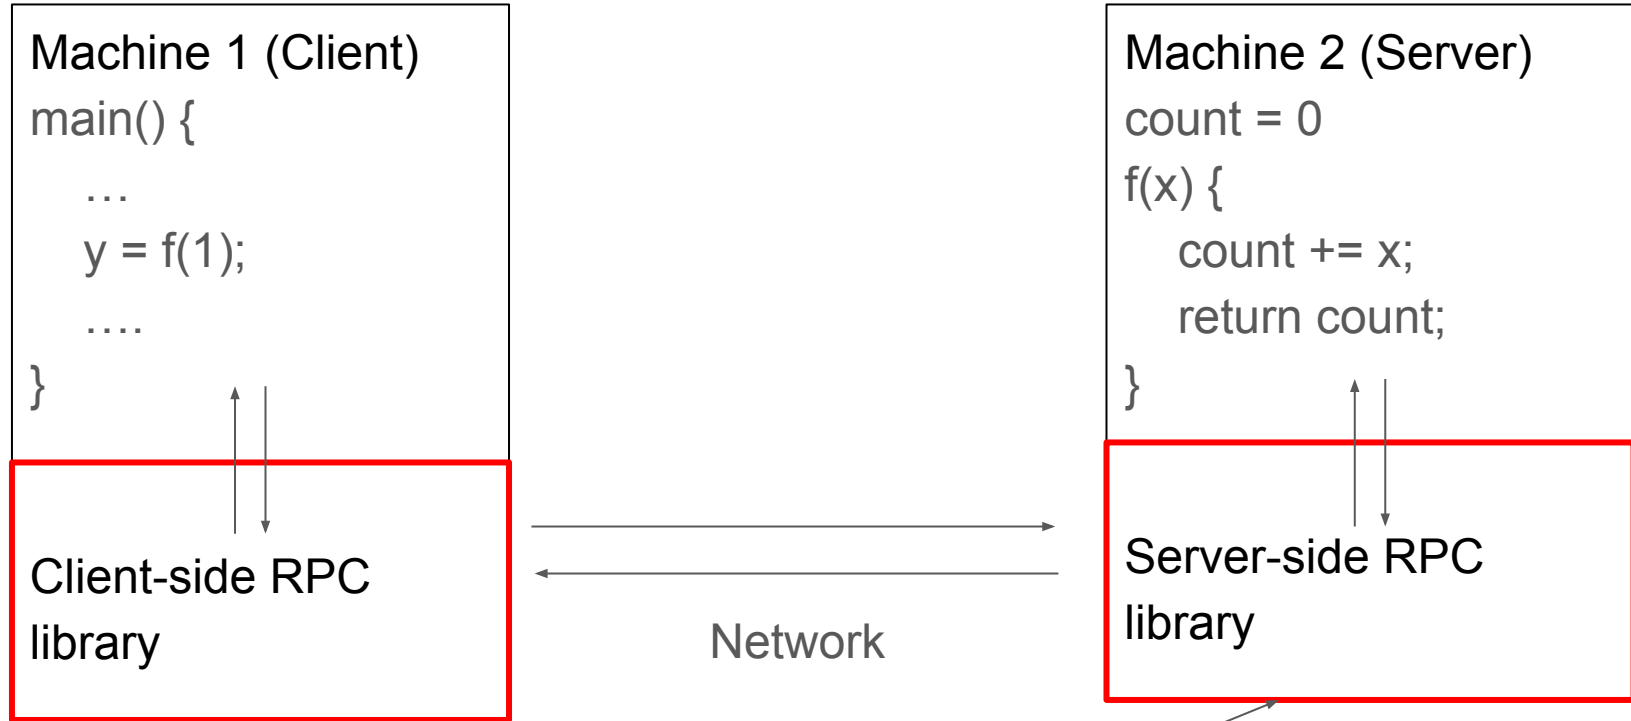 Machine 1 (Client)
main() {
…
y = f(1);
….
}
Client-side RPC
library
Network
Machine 2 (Server)
count = 0
f(x) {
count += x;
return count;
}
Server-side RPC
library